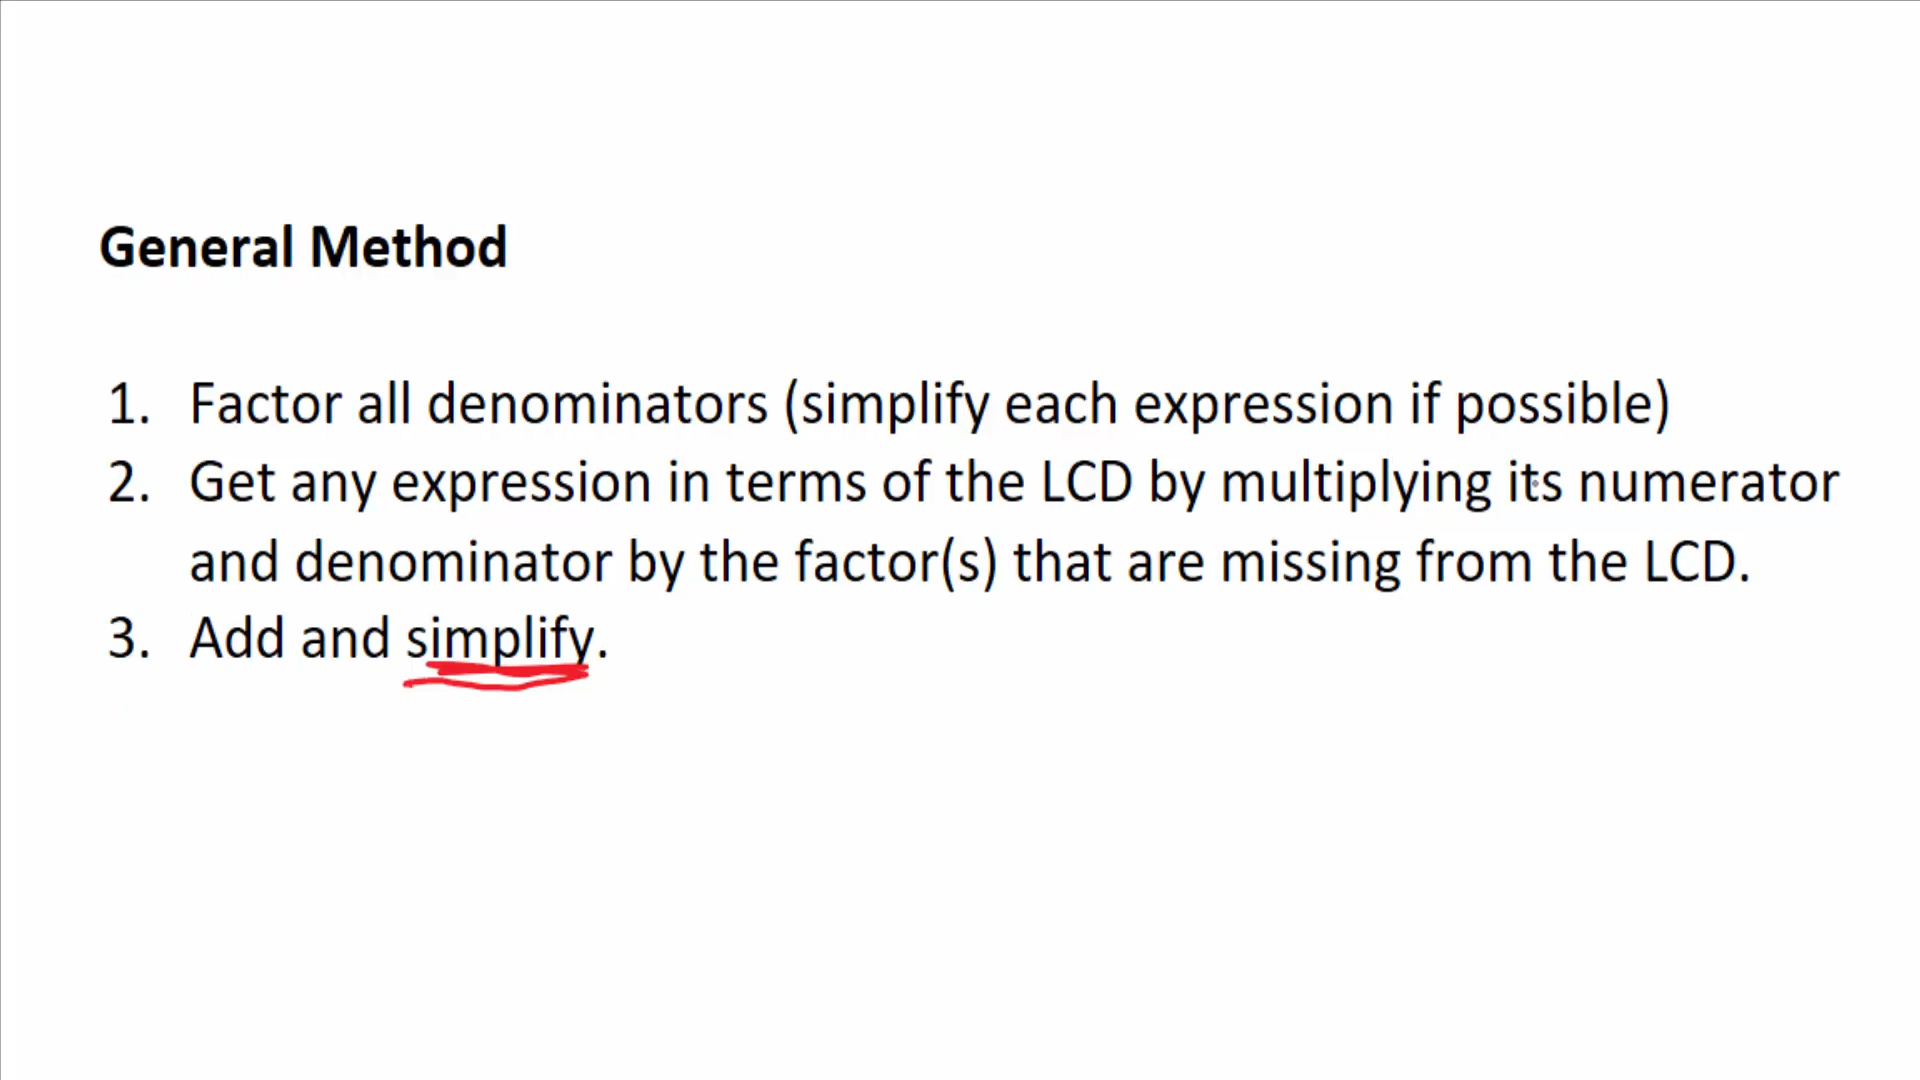 General Method
1. Factor all denominators (simplify each expression if possible)
2. Get any expression in terms of the LCD by multiplying its numerator
and denominator by the factor(s) that are missing from the LCD.
3. Add and simplify.